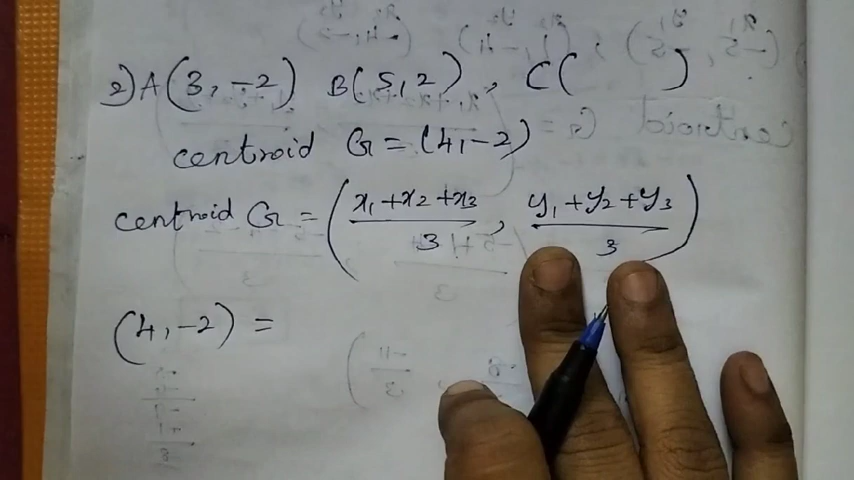 2) A(3, -2) B(5, 2), C( )
centroid G = (4, -2)
centroid G = (x₁+x₂+x₃/3, y₁+y₂+y₃/3)
(4, -2) =